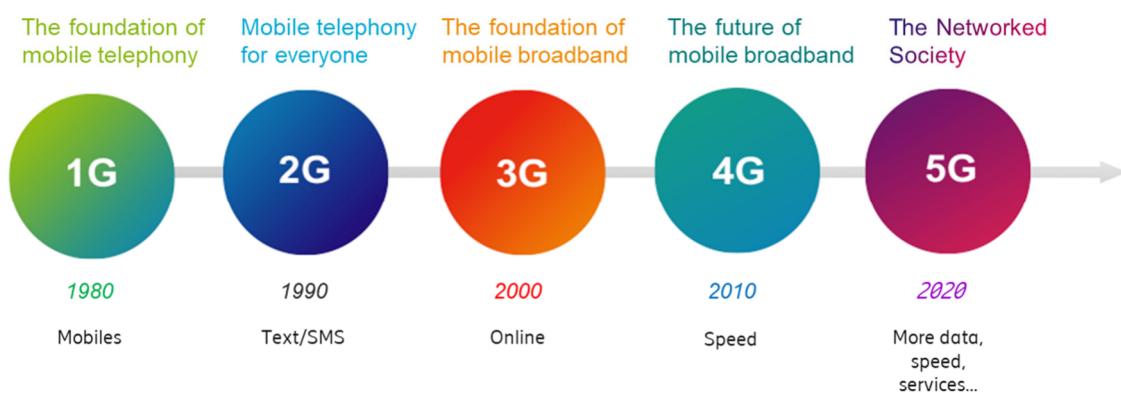 The foundation of
mobile telephony
Mobile telephony
for everyone
The foundation of
mobile broadband
The future of
mobile broadband
The Networked
Society
1G
2G
3G
4G
5G
1980
1990
2000
2010
2020
Mobiles
Text/SMS
Online
Speed
More data,
speed,
services...